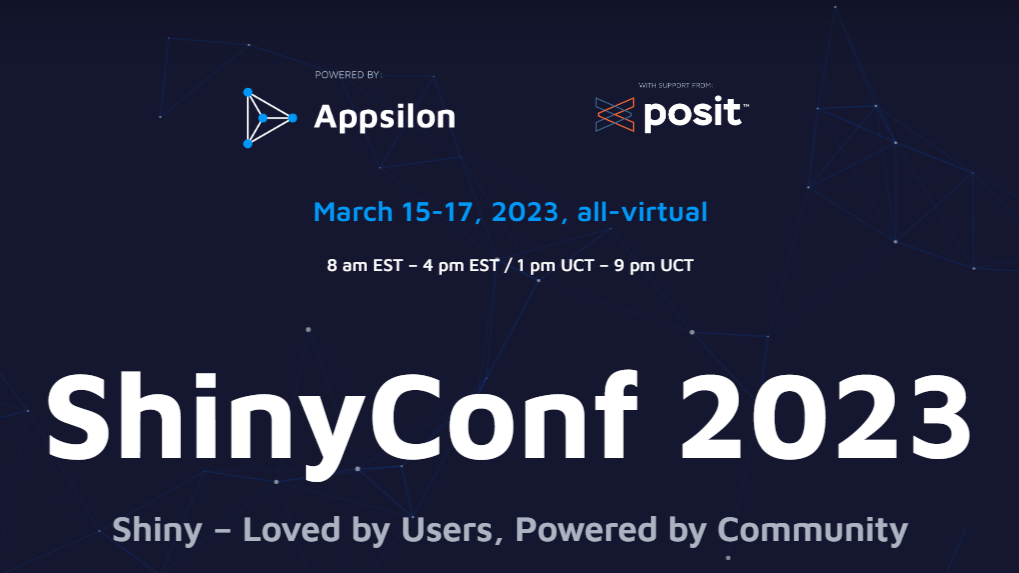 POWERED BY:
Appsilon
WITH SUPPORT FROM:
posit™
March 15-17, 2023, all-virtual
8 am EST – 4 pm EST / 1 pm UCT – 9 pm UCT
ShinyConf 2023
Shiny – Loved by Users, Powered by Community